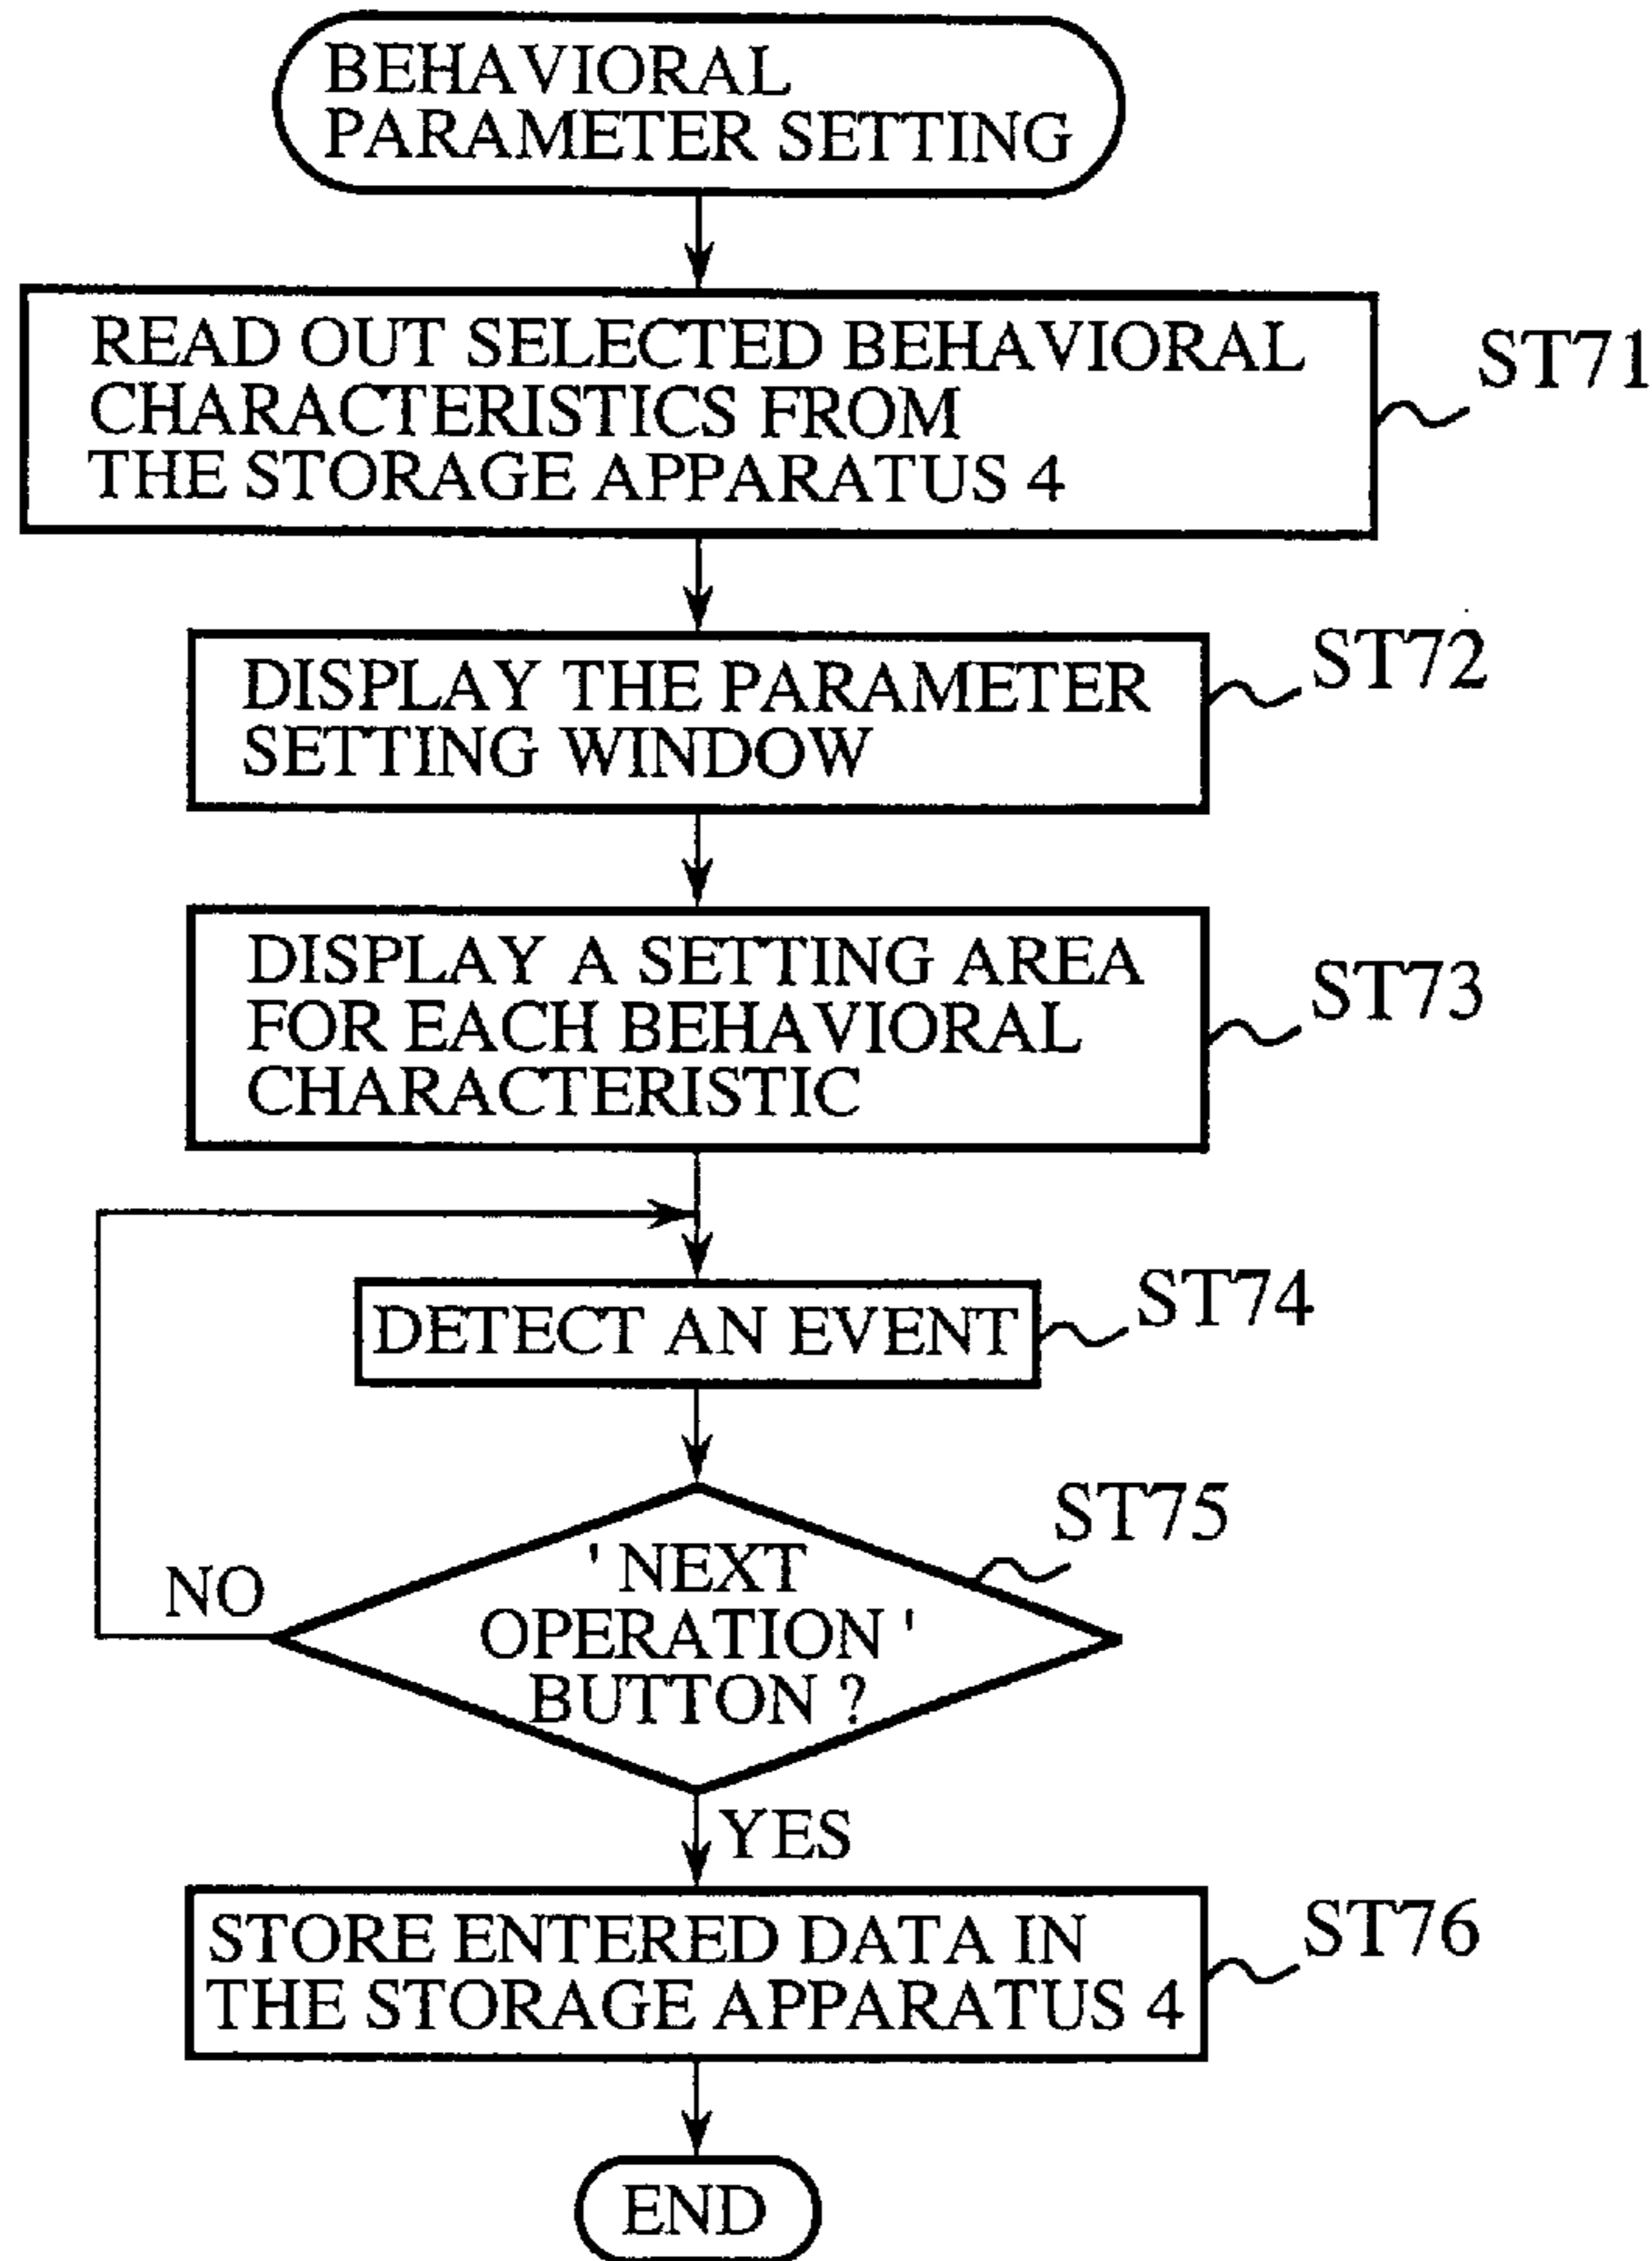 BEHAVIORAL
PARAMETER SETTING
READ OUT SELECTED BEHAVIORAL
CHARACTERISTICS FROM
THE STORAGE APPARATUS 4
ST71
DISPLAY THE PARAMETER
SETTING WINDOW
ST72
DISPLAY A SETTING AREA
FOR EACH BEHAVIORAL
CHARACTERISTIC
ST73
DETECT AN EVENT
ST74
' NEXT
OPERATION '
BUTTON ?
ST75
NO
YES
STORE ENTERED DATA IN
THE STORAGE APPARATUS 4
ST76
END